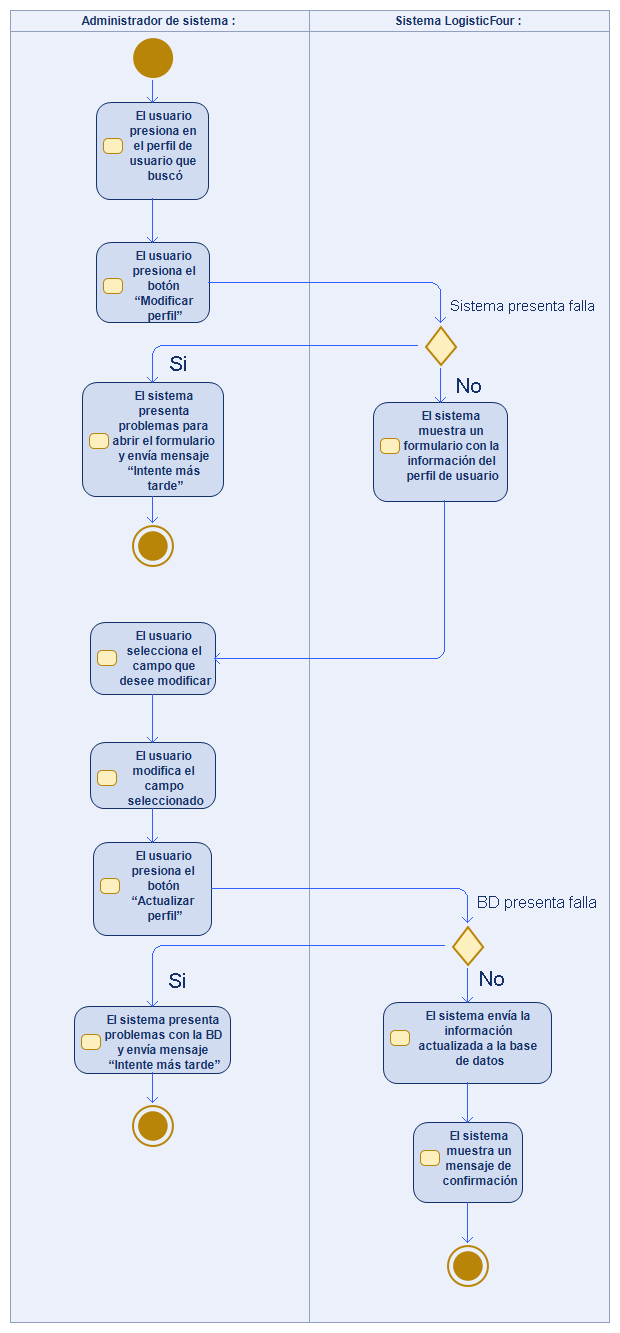 Administrador de sistema :
Sistema LogisticFour :
El usuario
presiona en
el perfil de
usuario que
buscó
El usuario
presiona el
botón
“Modificar
perfil”
Sistema presenta falla
Si
No
El sistema
presenta
problemas para
abrir el formulario
y envía mensaje
“Intente más
tarde”
El sistema
muestra un
formulario con la
información del
perfil de usuario
El usuario
selecciona el
campo que
desee modificar
El usuario
modifica el
campo
seleccionado
El usuario
presiona el
botón
“Actualizar
perfil”
BD presenta falla
Si
No
El sistema presenta
problemas con la BD
y envía mensaje
“Intente más tarde”
El sistema envía la
información
actualizada a la base
de datos
El sistema
muestra un
mensaje de
confirmación